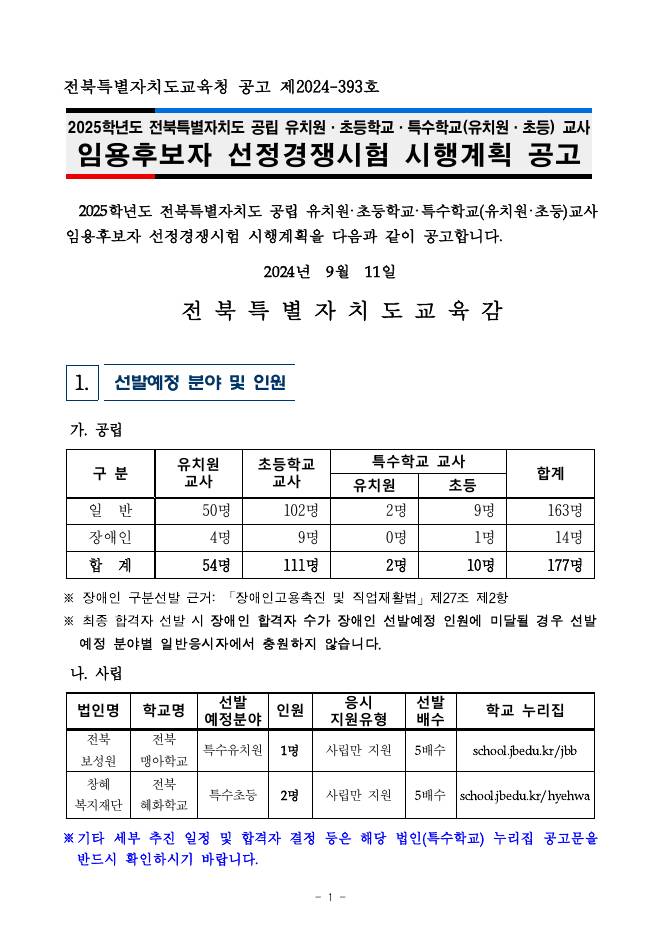 전북특별자치도교육청 공고 제2024-393호
2025학년도 전북특별자치도 공립 유치원·초등학교·특수학교(유치원·초등) 교사
임용후보자 선정경쟁시험 시행계획 공고
2025학년도 전북특별자치도 공립 유치원·초등학교·특수학교(유치원·초등)교사
임용후보자 선정경쟁시험 시행계획을 다음과 같이 공고합니다.
2024년 9월 11일
전 북 특 별 자 치 도 교 육 감
1. 선발예정 분야 및 인원
가. 공립
구 분 유치원 교사 초등학교 교사 특수학교 교사 합계
유치원 초등
일 반 50명 102명 2명 9명 163명
장애인 4명 9명 0명 1명 14명
합 계 54명 111명 2명 10명 177명
※ 장애인 구분선발 근거: 「장애인고용촉진 및 직업재활법」제27조 제2항
※ 최종 합격자 선발 시 장애인 합격자 수가 장애인 선발예정 인원에 미달될 경우 선발
예정 분야별 일반응시자에서 충원하지 않습니다.
나. 사립
법인명 학교명 선발 예정분야 인원 응시 지원유형 선발 배수 학교 누리집
전북 보성원 전북 맹아학교 특수유치원 1명 사립만 지원 5배수 school.jbedu.kr/jbb
창혜 복지재단 전북 혜화학교 특수초등 2명 사립만 지원 5배수 school.jbedu.kr/hyehwa
※기타 세부 추진 일정 및 합격자 결정 등은 해당 법인(특수학교) 누리집 공고문을
반드시 확인하시기 바랍니다.
- 1 -